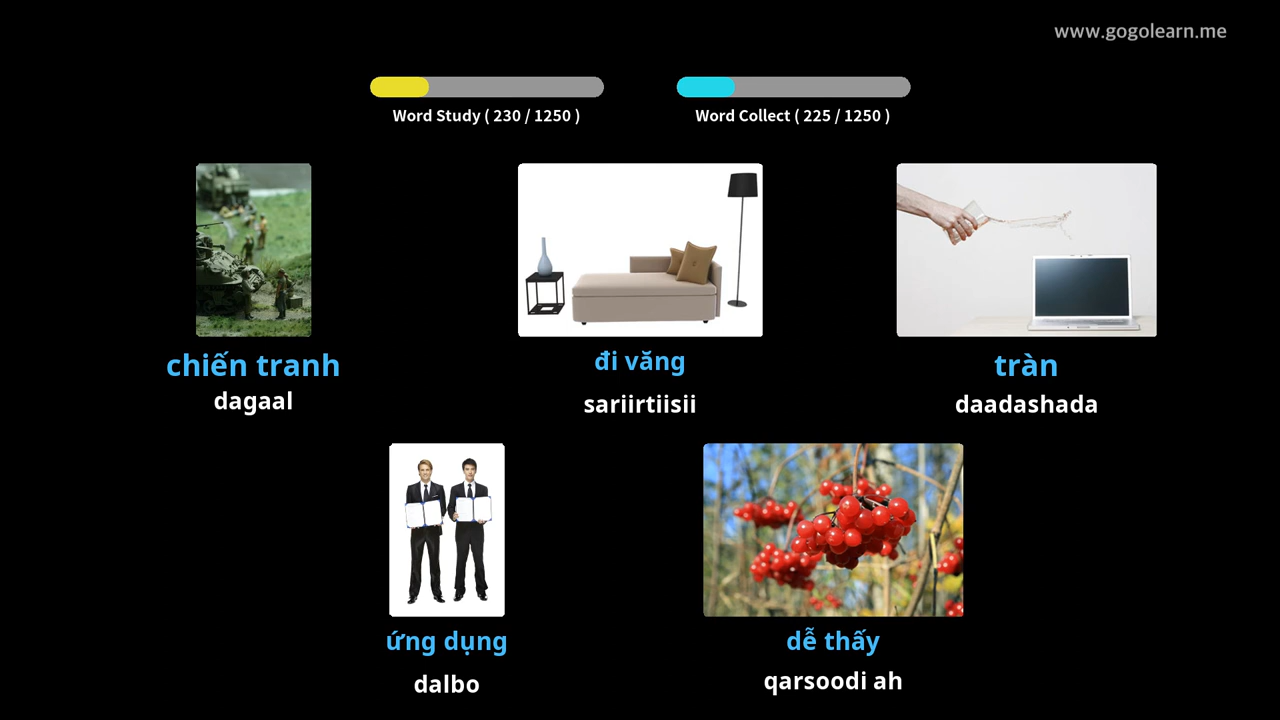 www.gogolearn.me
Word Study ( 230 / 1250 )
Word Collect ( 225 / 1250 )
chiến tranh
dagaal
đi văng
sariirtiisii
tràn
daadashada
ứng dụng
dalbo
dễ thấy
qarsoodi ah